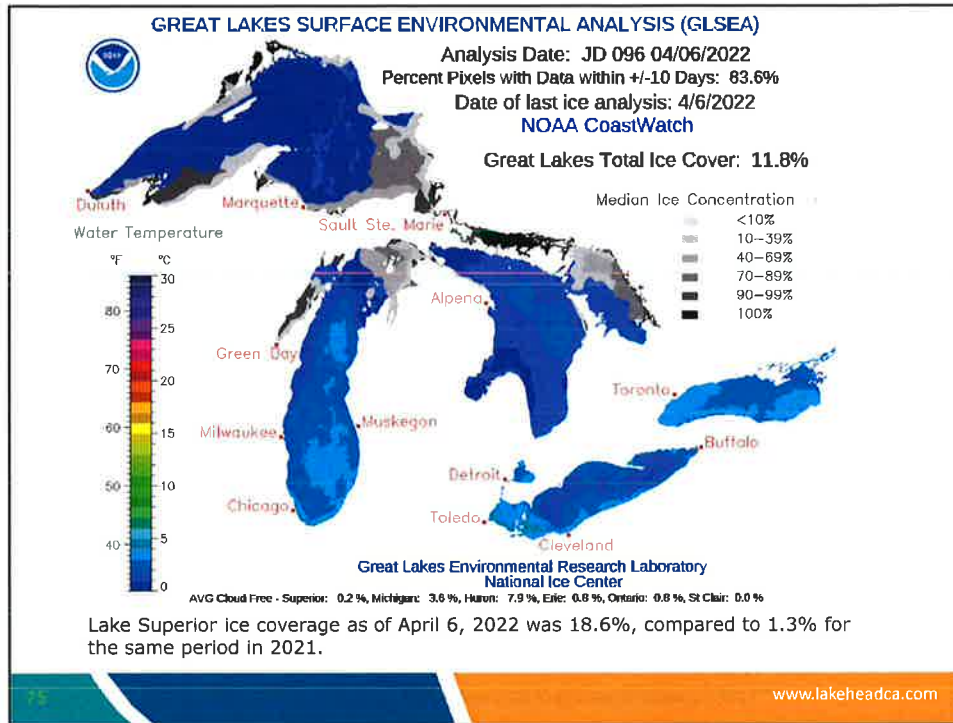 GREAT LAKES SURFACE ENVIRONMENTAL ANALYSIS (GLSEA)
Analysis Date: JD 096 04/06/2022
Percent Pixels with Data within +/-10 Days: 83.6%
Date of last ice analysis: 4/6/2022
NOAA CoastWatch
Great Lakes Total Ice Cover: 11.8%
Median Ice Concentration
<10%
10-39%
40-69%
70-89%
90-99%
100%
Duluth
Marquette
Sault Ste. Marie
Water Temperature
°F °C
30
80
25
70
20
60
15
50
10
40
5
0
Alpena
Green Bay
Milwaukee
Muskegon
Chicago
Toronto
Buffalo
Detroit
Toledo
Cleveland
Great Lakes Environmental Research Laboratory
National Ice Center
AVG Cloud Free - Superior: 0.2 %, Michigan: 3.6 %, Huron: 7.9 %, Erie: 0.8 %, Ontario: 0.8 %, St Clair: 0.0 %
Lake Superior ice coverage as of April 6, 2022 was 18.6%, compared to 1.3% for
the same period in 2021.
75
www.lakeheadca.com